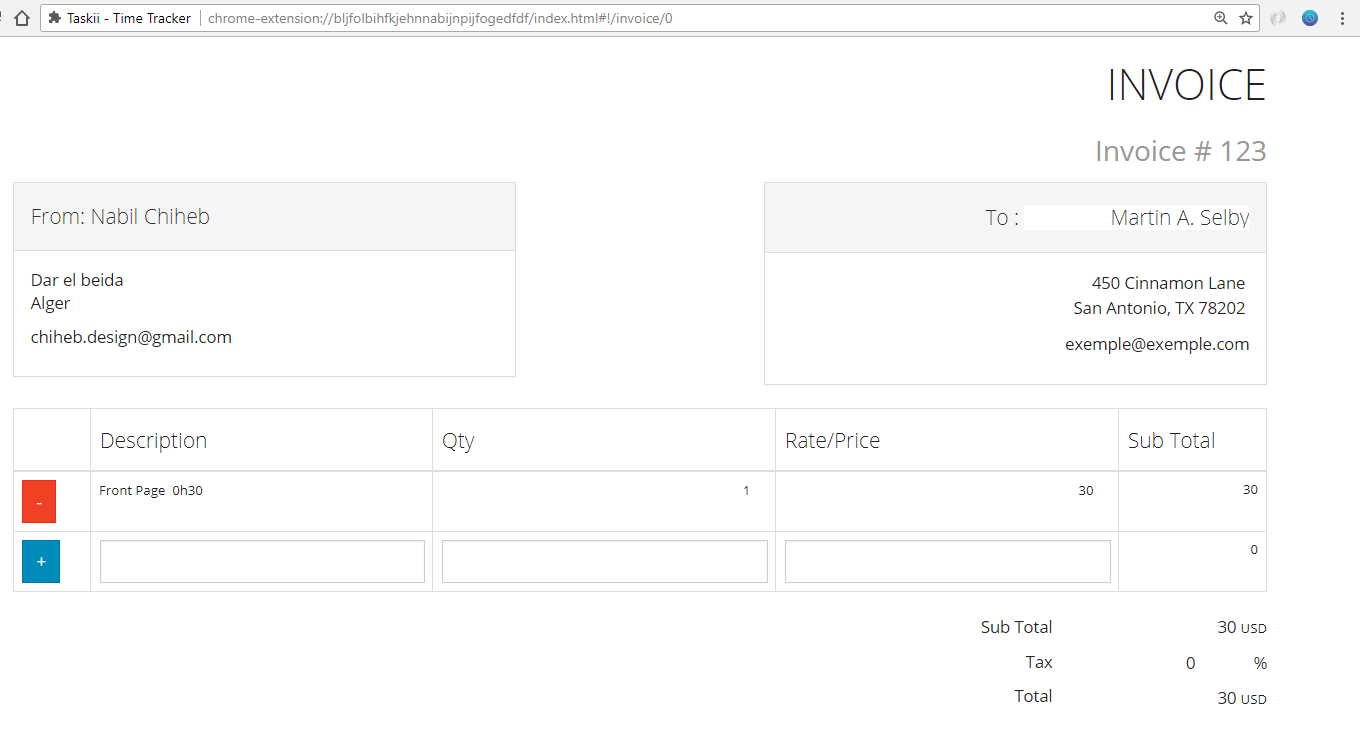 Taskii - Time Tracker chrome-extension://bljfolbihfkjehnnabijnpijfogedfdf/index.html#!/invoice/0
INVOICE
Invoice # 123
From: Nabil Chiheb
Dar el beida
Alger
chiheb.design@gmail.com
To : Martin A. Selby
450 Cinnamon Lane
San Antonio, TX 78202
exemple@exemple.com
Description Qty Rate/Price Sub Total
- Front Page 0h30 1 30 30
+ 0
Sub Total 30 USD
Tax 0 %
Total 30 USD